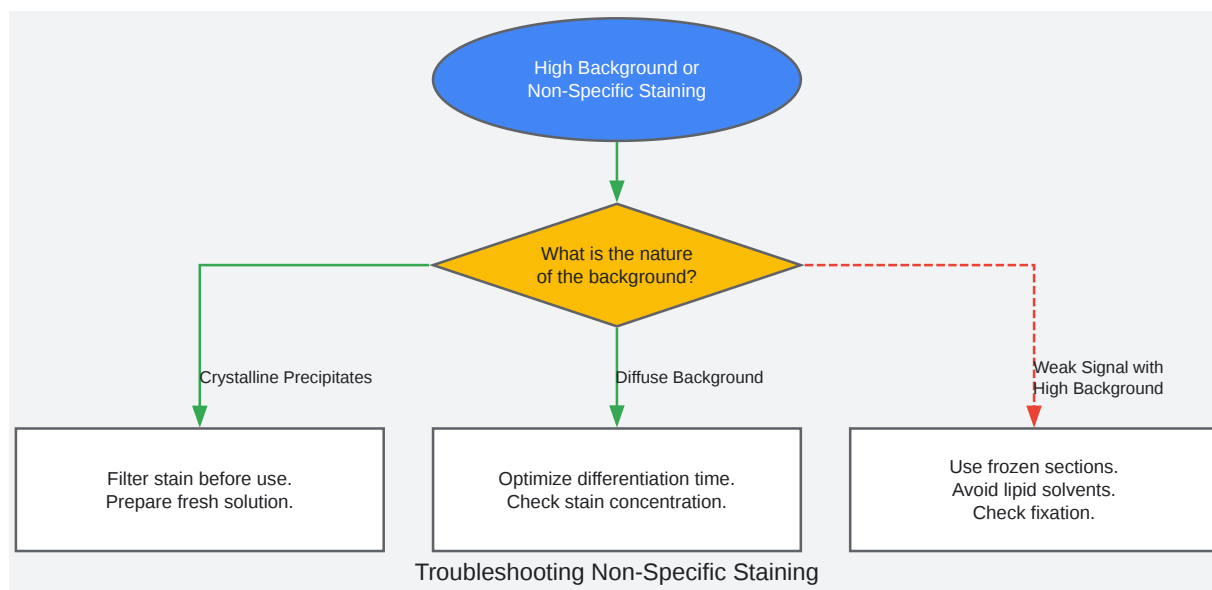 High Background or
Non-Specific Staining
What is the nature
of the background?
Crystalline Precipitates
Diffuse Background
Weak Signal with
High Background
Filter stain before use.
Prepare fresh solution.
Optimize differentiation time.
Check stain concentration.
Use frozen sections.
Avoid lipid solvents.
Check fixation.
Troubleshooting Non-Specific Staining